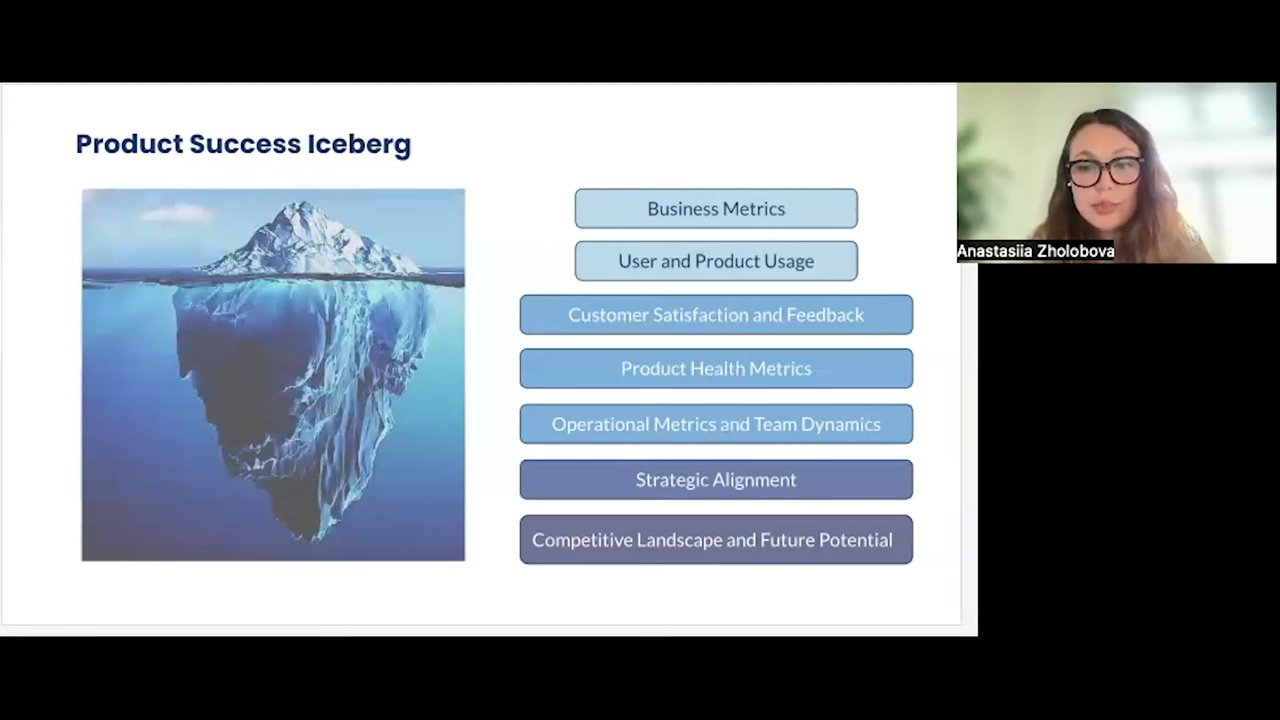 Product Success Iceberg
Business Metrics
User and Product Usage
Customer Satisfaction and Feedback
Product Health Metrics
Operational Metrics and Team Dynamics
Strategic Alignment
Competitive Landscape and Future Potential
Anastasiia Zholobova